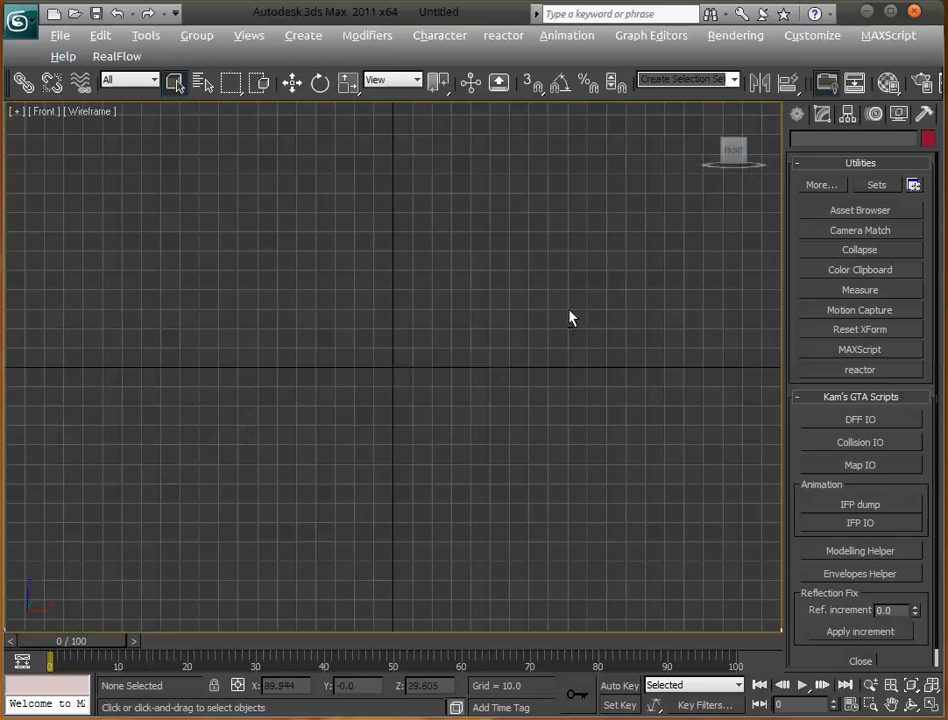 Autodesk 3ds Max 2011 x64 Untitled Type a keyword or phrase
File Edit Tools Group Views Create Modifiers Character reactor Animation Graph Editors Rendering Customize MAXScript
Help RealFlow
All View 3 % Create Selection Set
[ + ] [ Front ] [ Wireframe ]
FRONT
- Utilities
More... Sets
Asset Browser
Camera Match
Collapse
Color Clipboard
Measure
Motion Capture
Reset XForm
MAXScript
reactor
- Kam's GTA Scripts
DFF IO
Collision IO
Map IO
Animation
IFP dump
IFP IO
Modelling Helper
Envelopes Helper
Reflection Fix
Ref. increment 0.0
Apply increment
Close
z
x
< 0 / 100 >
0 10 20 30 40 50 60 70 80 90 100
None Selected X: 99.944 Y: -0.0 Z: 29.605 Grid = 10.0 Auto Key Selected
Welcome to MA Click or click-and-drag to select objects Add Time Tag Set Key Key Filters... 0